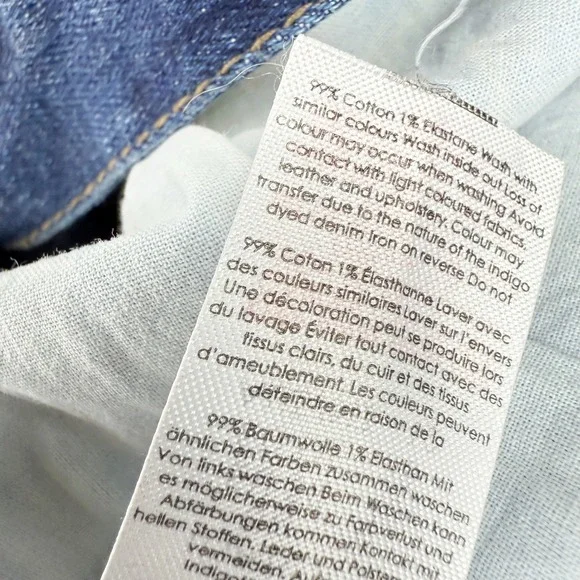 99% Cotton 1% Elastane Wash with
similar colours Wash inside out Loss of
colour may occur when washing Avoid
contact with light coloured fabrics,
leather and upholstery. Colour may
transfer due to the nature of the indigo
dyed denim Iron on reverse Do not
99% Coton 1% Élasthanne Laver avec
des couleurs similaires Laver sur l'envers
Une décoloration peut se produire lors
du lavage Éviter tout contact avec des
tissus clairs, du cuir et des tissus
d'ameublement. Les couleurs peuvent
déteindre en raison de la
99% Baumwolle 1% Elasthan Mit
ähnlichen Farben zusammen waschen
Von links waschen Beim Waschen kann
es möglicherweise zu Farbverlust und
Abfärbungen kommen Kontakt mit
hellen Stoffen, Leder und
vermeiden.